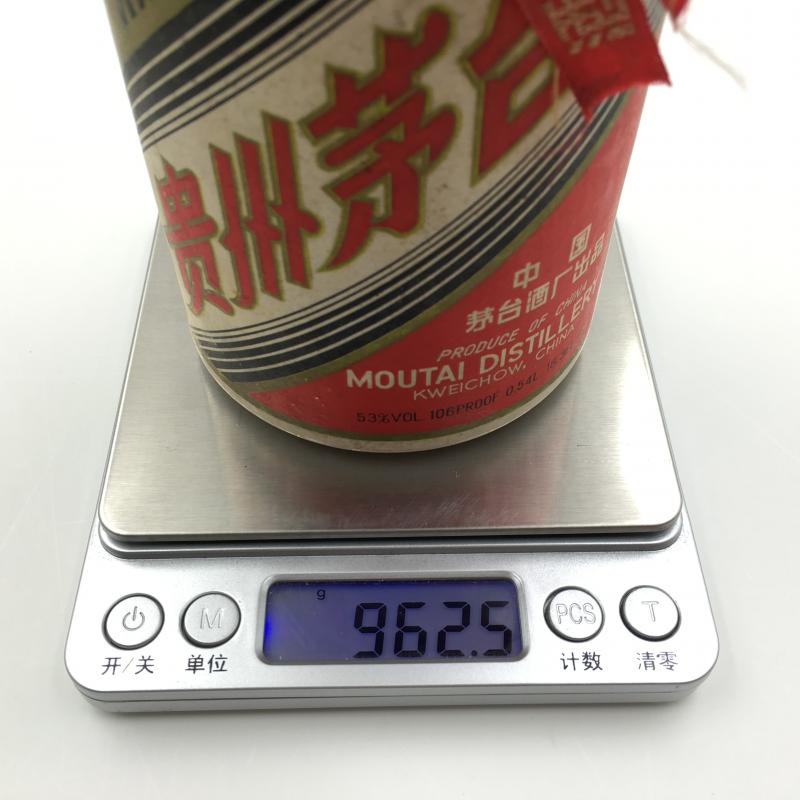 贵州茅台
中国
茅台酒厂出品
PRODUCE OF CHINA
MOUTAI DISTILLERY
KWEICHOW, CHINA
53%VOL 106PROOF 0.54L
g
962.5
M
PCS
T
开/关
单位
计数
清零